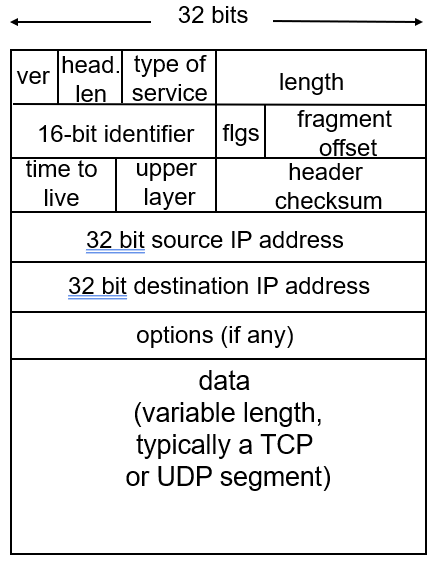 32 bits
ver
head.
len
type of
service
length
16-bit identifier
flgs
fragment
offset
time to
live
upper
layer
header
checksum
32 bit source IP address
32 bit destination IP address
options (if any)
data
(variable length,
typically a TCP
or UDP segment)